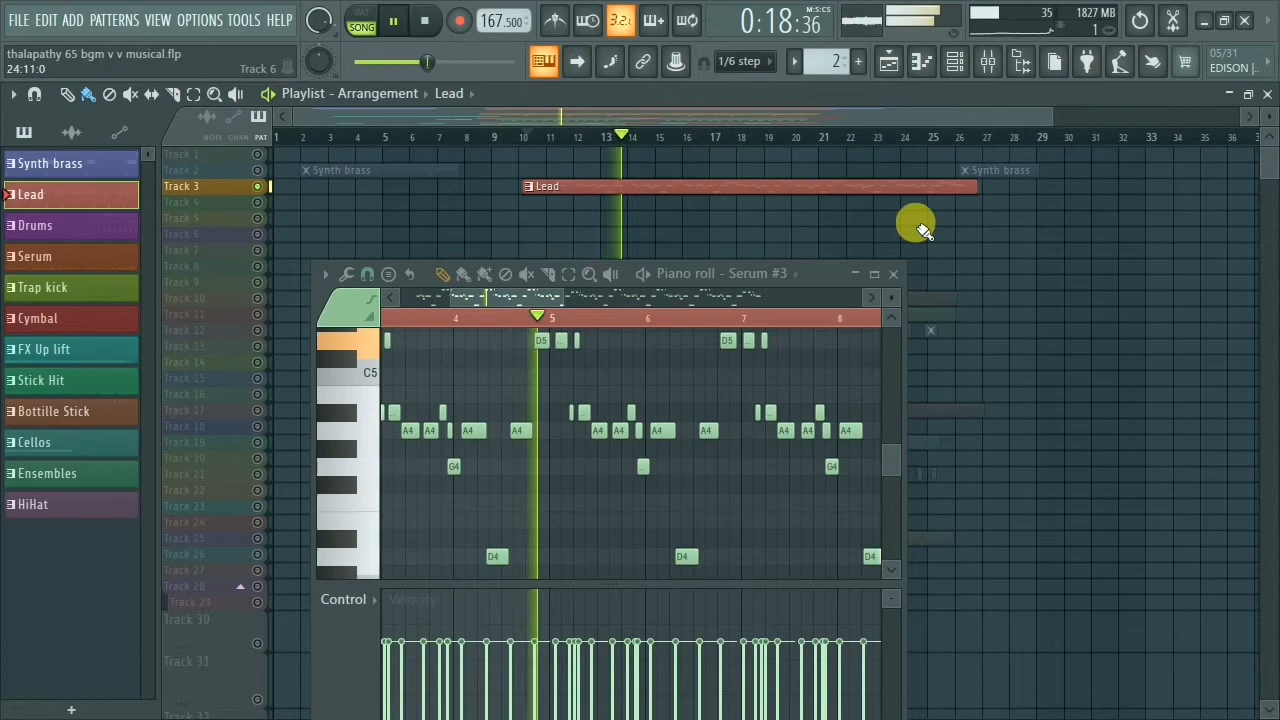 FILE EDIT ADD PATTERNS VIEW OPTIONS TOOLS HELP
PAT
SONG
167.500
3.2.
0:18:36
M:S:CS
35
1827 MB
1
thalapathy 65 bgm v v musical.flp
24:11:0
Track 6
1/6 step
2
05/31
EDISON |..
Playlist - Arrangement
Lead
NOTE CHAN PAT
1 2 3 4 5 6 7 8 9 10 11 12 13 14 15 16 17 18 19 20 21 22 23 24 25 26 27 28 29 30 31 32 33 34 35 36
Synth brass
Lead
Drums
Serum
Trap kick
Cymbal
FX Up lift
Stick Hit
Bottille Stick
Cellos
Ensembles
HiHat
Track 1
Track 2
Track 3
Track 4
Track 5
Track 6
Track 7
Track 8
Track 9
Track 10
Track 11
Track 12
Track 13
Track 14
Track 15
Track 16
Track 17
Track 18
Track 19
Track 20
Track 21
Track 22
Track 23
Track 24
Track 25
Track 26
Track 27
Track 28
Track 29
Track 30
...
Track 31
Track 32
Synth brass
Synth brass
Lead
Piano roll - Serum #3
4 5 6 7 8
C5
D5 ... D5 ...
... ... ...
A4 A4 A4 A4 A4 A4 A4 A4 A4 A4 A4
G4 ... G4
D4 D4 D4
Control
Velocity